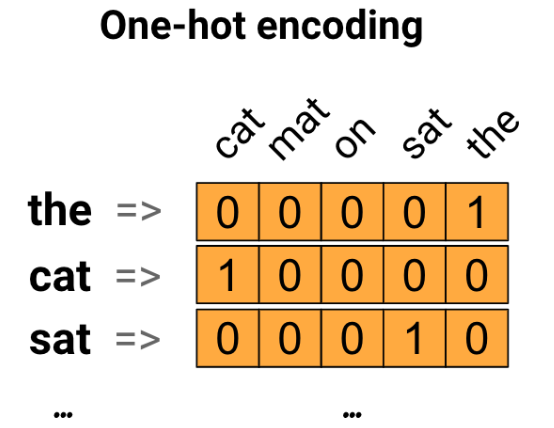 One-hot encoding
cat mat on sat the
the => 0 0 0 0 1
cat => 1 0 0 0 0
sat => 0 0 0 1 0
... ...